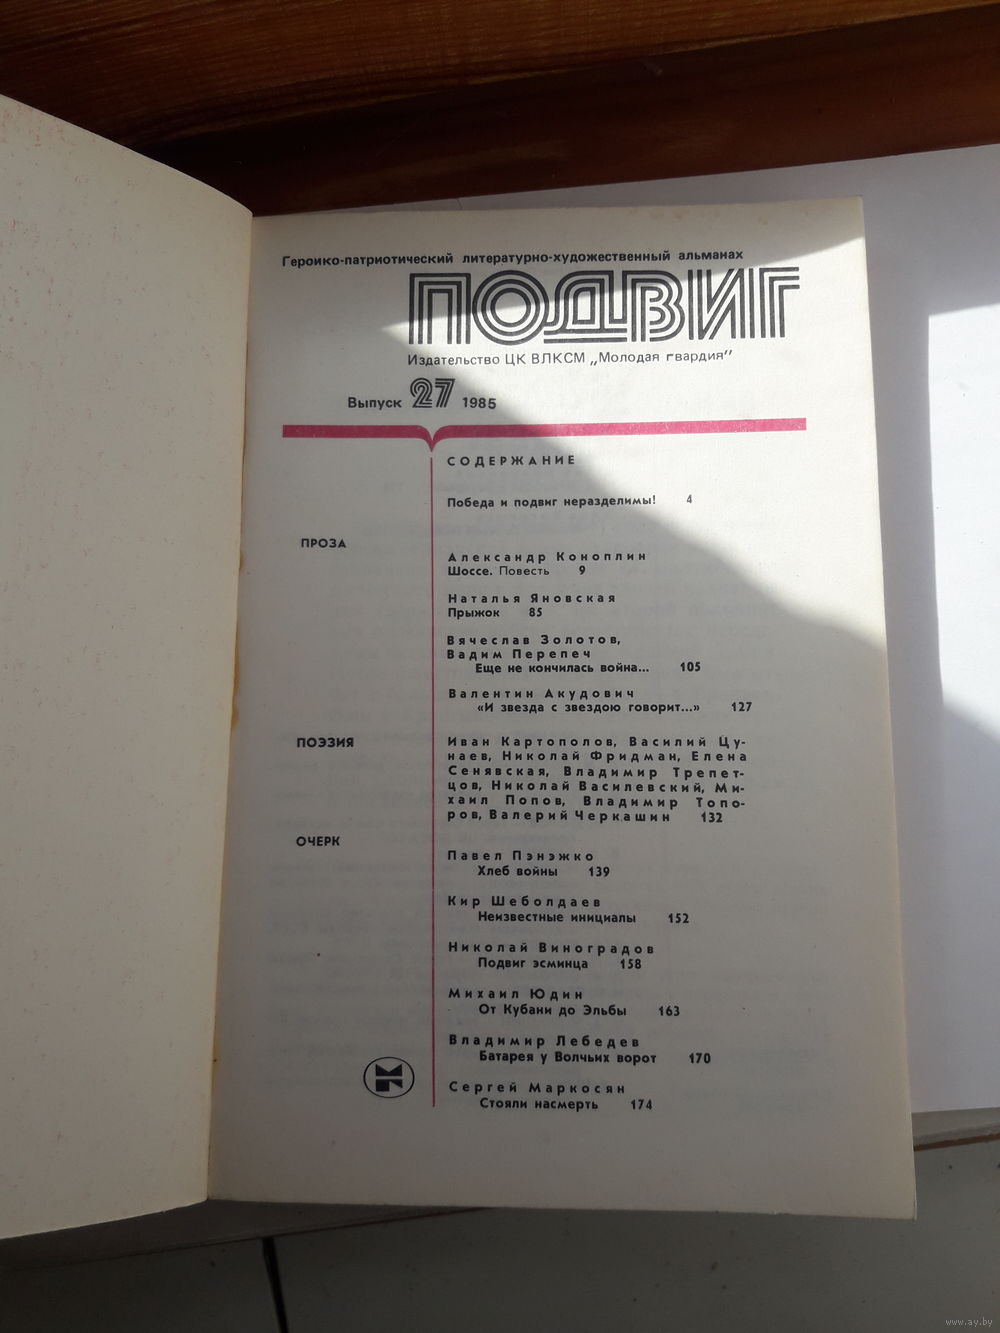 Героико-патриотический литературно-художественный альманах
ПОДВИГ
Издательство ЦК ВЛКСМ „Молодая гвардия”
Выпуск 27 1985
СОДЕРЖАНИЕ
Победа и подвиг неразделимы! 4
ПРОЗА
Александр Коноплин
Шоссе. Повесть 9
Наталья Яновская
Прыжок 85
Вячеслав Золотов,
Вадим Перепеч
Еще не кончилась война... 105
Валентин Акудович
«И звезда с звездою говорит...» 127
ПОЭЗИЯ
Иван Картополов, Василий Цу-
наев, Николай Фридман, Елена
Сенявская, Владимир Трепет-
цов, Николай Василевский, Ми-
хаил Попов, Владимир Топо-
ров, Валерий Черкашин 132
ОЧЕРК
Павел Пэнэжко
Хлеб войны 139
Кир Шеболдаев
Неизвестные инициалы 152
Николай Виноградов
Подвиг эсминца 158
Михаил Юдин
От Кубани до Эльбы 163
Владимир Лебедев
Батарея у Волчьих ворот 170
Сергей Маркосян
Стояли насмерть 174
www.ay.by